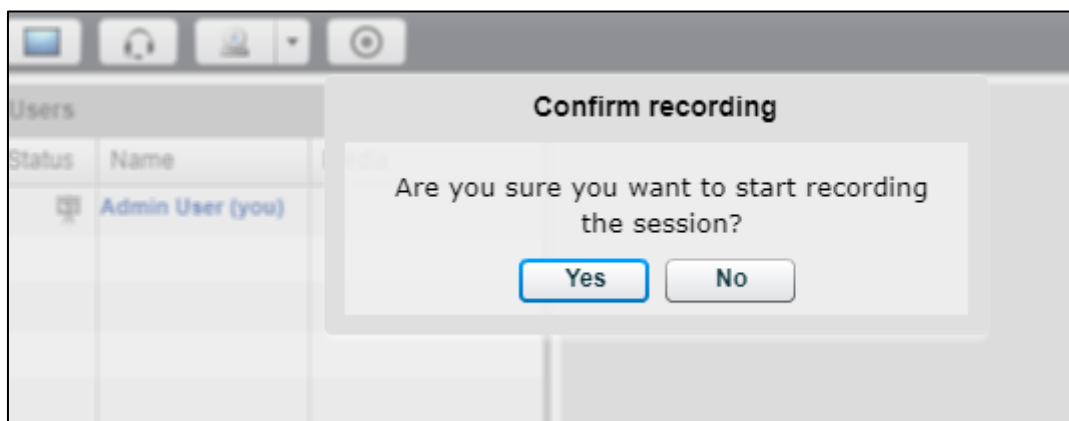 Users
Confirm recording
Status Name
Are you sure you want to start recording
Admin User (you)
the session?
Yes No